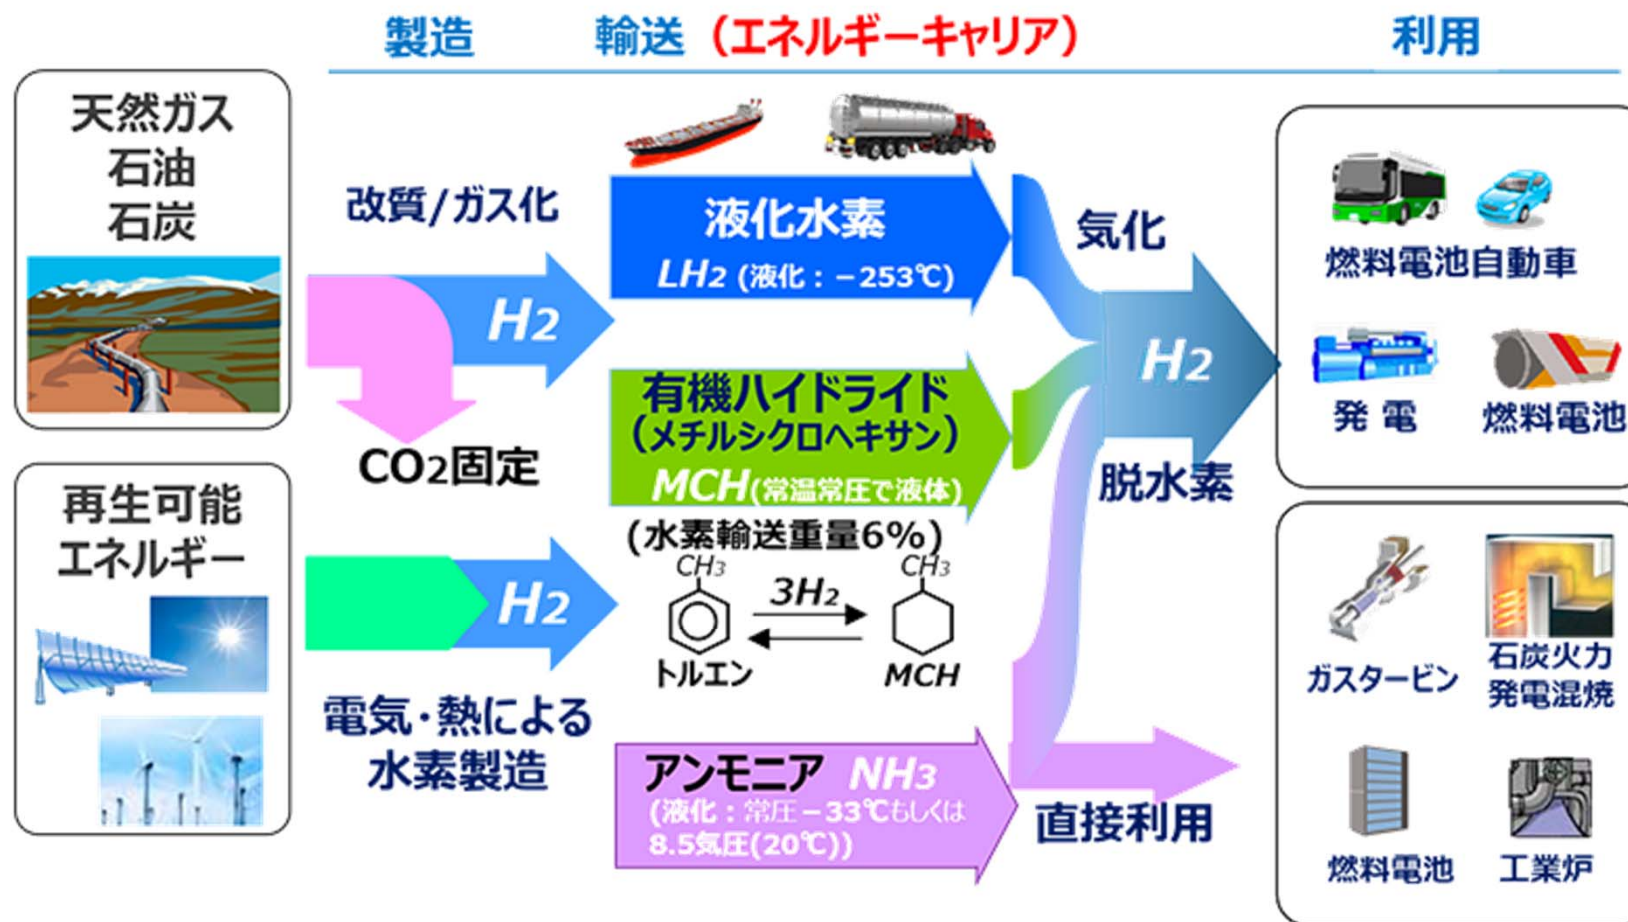 製造
輸送（エネルギーキャリア）
利用
天然ガス
石油
石炭
改質/ガス化
H2
CO2固定
再生可能
エネルギー
H2
電気・熱による
水素製造
液化水素
LH2 (液化：−253℃)
有機ハイドライド
（メチルシクロヘキサン）
MCH(常温常圧で液体)
(水素輸送重量6%)
CH3
3H2
CH3
トルエン
MCH
アンモニア NH3
(液化：常圧−33℃もしくは
8.5気圧(20℃))
気化
H2
脱水素
直接利用
燃料電池自動車
発 電
燃料電池
ガスタービン
石炭火力
発電混焼
燃料電池
工業炉